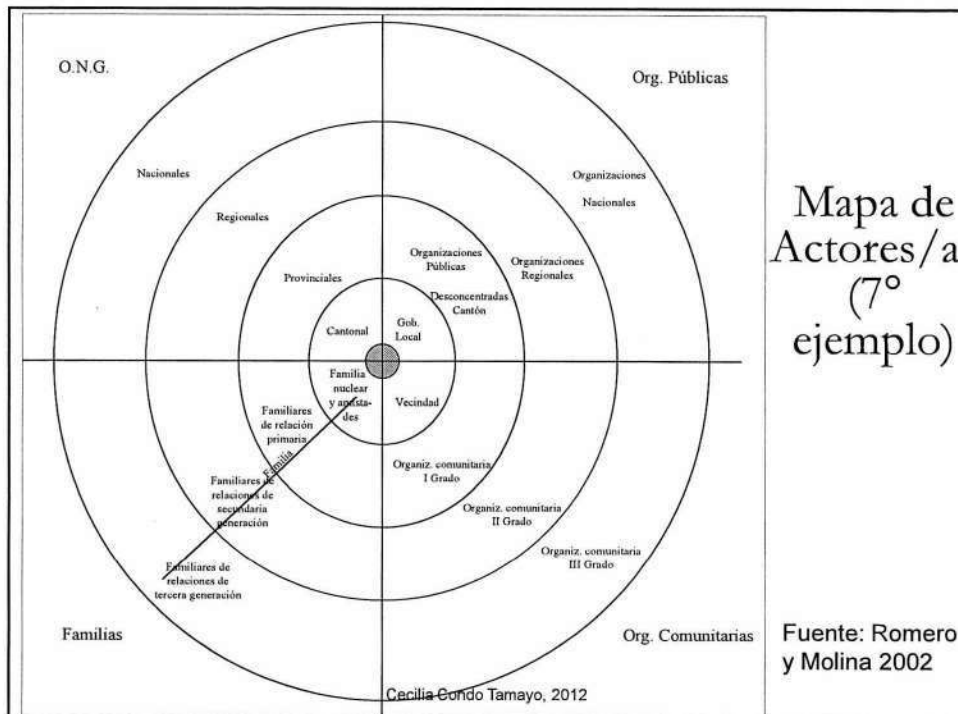 O.N.G.
Org. Públicas
Nacionales
Organizaciones
Nacionales
Regionales
Organizaciones
Públicas
Organizaciones
Regionales
Provinciales
Desconcentradas
Cantón
Cantonal
Gob.
Local
Familia
nuclear
y amista-
des
Vecindad
Familiares
de relación
primaria
Familia
Organiz. comunitaria
I Grado
Familiares de
relaciones de
secundaria
generación
Organiz. comunitaria
II Grado
Organiz. comunitaria
III Grado
Familiares de
relaciones de
tercera generación
Familias
Org. Comunitarias
Cecilia Condo Tamayo, 2012
Mapa de
Actores/a
(7°
ejemplo)
Fuente: Romero
y Molina 2002